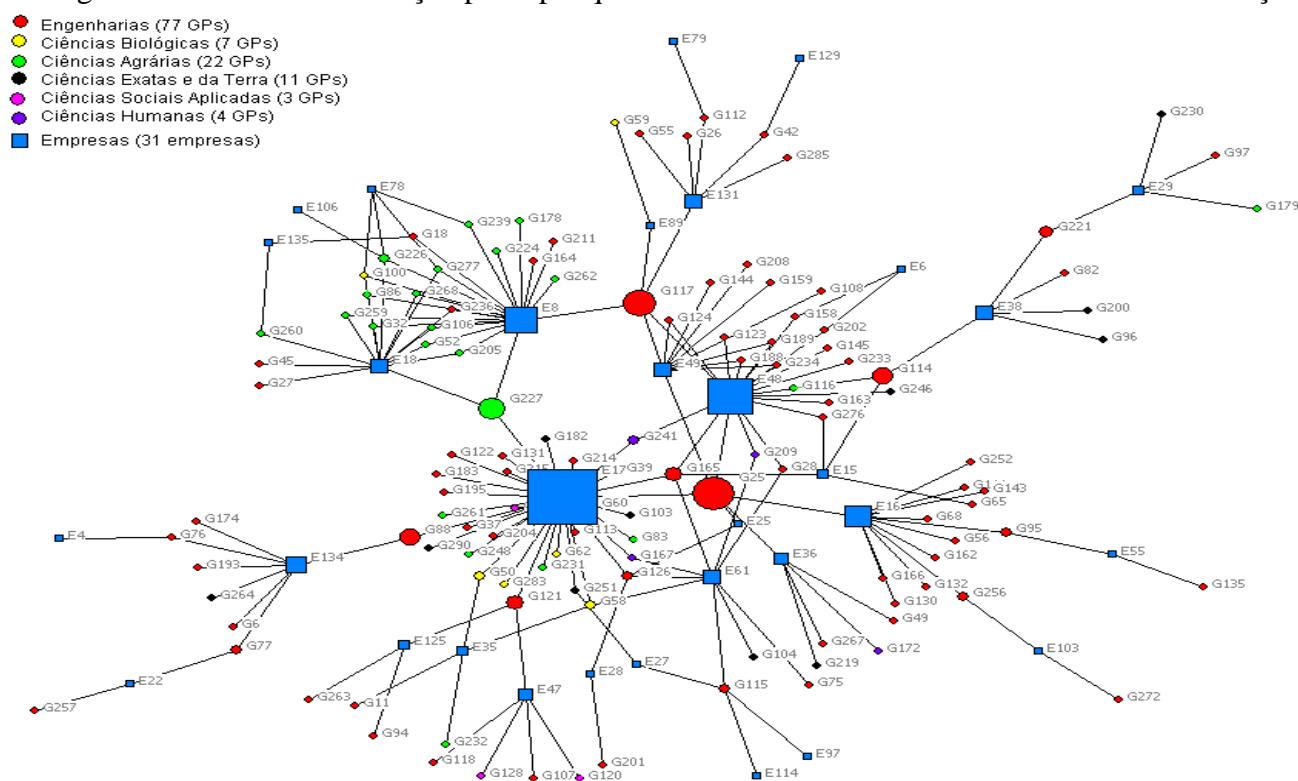 Engenharias (77 GPs)
Ciências Biológicas (7 GPs)
Ciências Agrárias (22 GPs)
Ciências Exatas e da Terra (11 GPs)
Ciências Sociais Aplicadas (3 GPs)
Ciências Humanas (4 GPs)
Empresas (31 empresas)
E79
E129
G59
G55
G26
G112
G42
G285
E131
E89
G230
G97
E29
G179
G221
E78
E106
E135
G239
G178
G18
G226
G224
G211
G164
G100
G277
G262
G86
G268
G259
G236
G32
G106
G52
G205
G260
E8
E18
G45
G27
G117
G124
G144
G208
G159
G108
E6
G158
G202
G123
G189
G145
G188
G234
G233
E49
E48
G116
G114
G246
G163
G276
E38
G82
G200
G96
G227
G241
G182
G122
G131
G214
G183
G215
E17
G39
G165
G209
G28
E15
G195
G60
G25
G261
G103
G88
G37
G204
G113
G83
G290
G248
G62
G167
E25
E16
G252
G143
G65
G68
G56
G95
G162
G166
G132
G130
G256
E55
G135
E103
G272
G174
E4
G76
E134
G193
G264
G6
G77
E22
G257
G50
G283
G231
G251
G126
G58
G121
E61
E36
G49
G267
G172
G219
G104
G75
E125
E35
G263
G11
G94
G232
E47
G118
G128
G107
G120
E28
G201
E27
G115
E97
E114